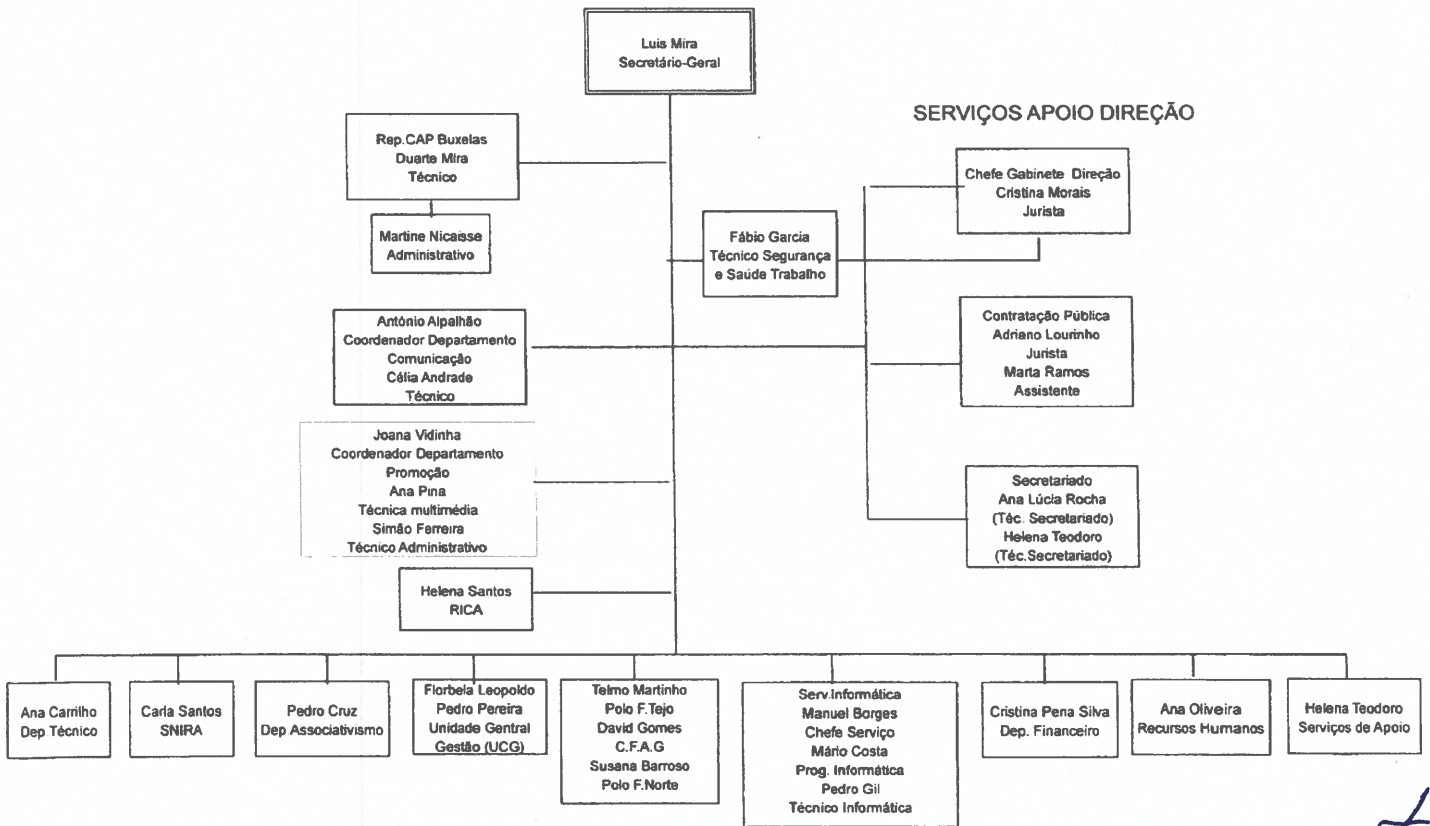 Luis Mira
Secretário-Geral
SERVIÇOS APOIO DIREÇÃO
Rep.CAP Buxelas
Duarte Mira
Técnico
Martine Nicaisse
Administrativo
Chefe Gabinete Direção
Cristina Morais
Jurista
Fábio Garcia
Técnico Segurança
e Saúde Trabalho
António Alpalhão
Coordenador Departamento
Comunicação
Célia Andrade
Técnico
Contratação Pública
Adriano Lourinho
Jurista
Marta Ramos
Assistente
Joana Vidinha
Coordenador Departamento
Promoção
Ana Pina
Técnica multimédia
Simão Ferreira
Técnico Administrativo
Secretariado
Ana Lúcia Rocha
(Téc. Secretariado)
Helena Teodoro
(Téc.Secretariado)
Helena Santos
RICA
Ana Carrilho
Dep Técnico
Carla Santos
SNIRA
Pedro Cruz
Dep Associativismo
Florbela Leopoldo
Pedro Pereira
Unidade Gentral
Gestão (UCG)
Telmo Martinho
Polo F.Tejo
David Gomes
C.F.A.G
Susana Barroso
Polo F.Norte
Serv.Informática
Manuel Borges
Chefe Serviço
Mário Costa
Prog. Informática
Pedro Gil
Técnico Informática
Cristina Pena Silva
Dep. Financeiro
Ana Oliveira
Recursos Humanos
Helena Teodoro
Serviços de Apoio